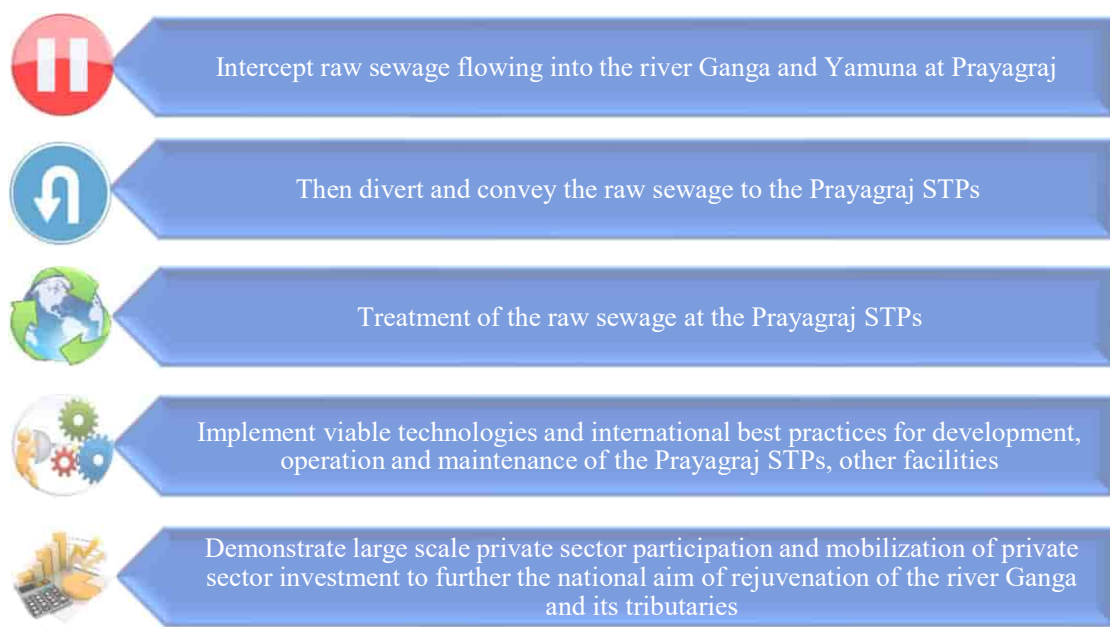 Intercept raw sewage flowing into the river Ganga and Yamuna at Prayagraj
Then divert and convey the raw sewage to the Prayagraj STPs
Treatment of the raw sewage at the Prayagraj STPs
Implement viable technologies and international best practices for development,
operation and maintenance of the Prayagraj STPs, other facilities
Demonstrate large scale private sector participation and mobilization of private
sector investment to further the national aim of rejuvenation of the river Ganga
and its tributaries